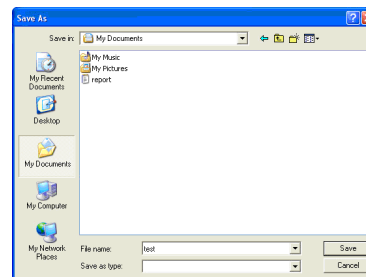 Save As
Save in:
My Documents
My Music
My Pictures
report
My Recent
Documents
Desktop
My Documents
My Computer
My Network
Places
File name:
test
Save
Save as type:
Cancel